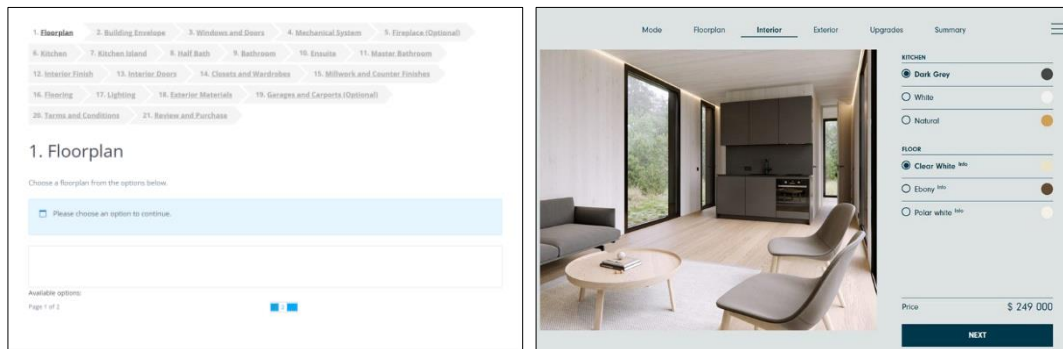 1. Floorplan 2. Building Envelope 3. Windows and Doors 4. Mechanical System 5. Fireplace (Optional)
6. Kitchen 7. Kitchen Island 8. Half Bath 9. Bathroom 10. Ensuite 11. Master Bathroom
12. Interior Finish 13. Interior Doors 14. Closets and Wardrobes 15. Millwork and Counter Finishes
16. Flooring 17. Lighting 18. Exterior Materials 19. Garages and Carports (Optional)
20. Terms and Conditions 21. Review and Purchase
1. Floorplan
Choose a floorplan from the options below.
Please choose an option to continue.
Available options:
Page 1 of 2
2
Mode Floorplan Interior Exterior Upgrades Summary
KITCHEN
Dark Grey
White
Natural
FLOOR
Clear White Info
Ebony Info
Polar white Info
Price $ 249 000
NEXT